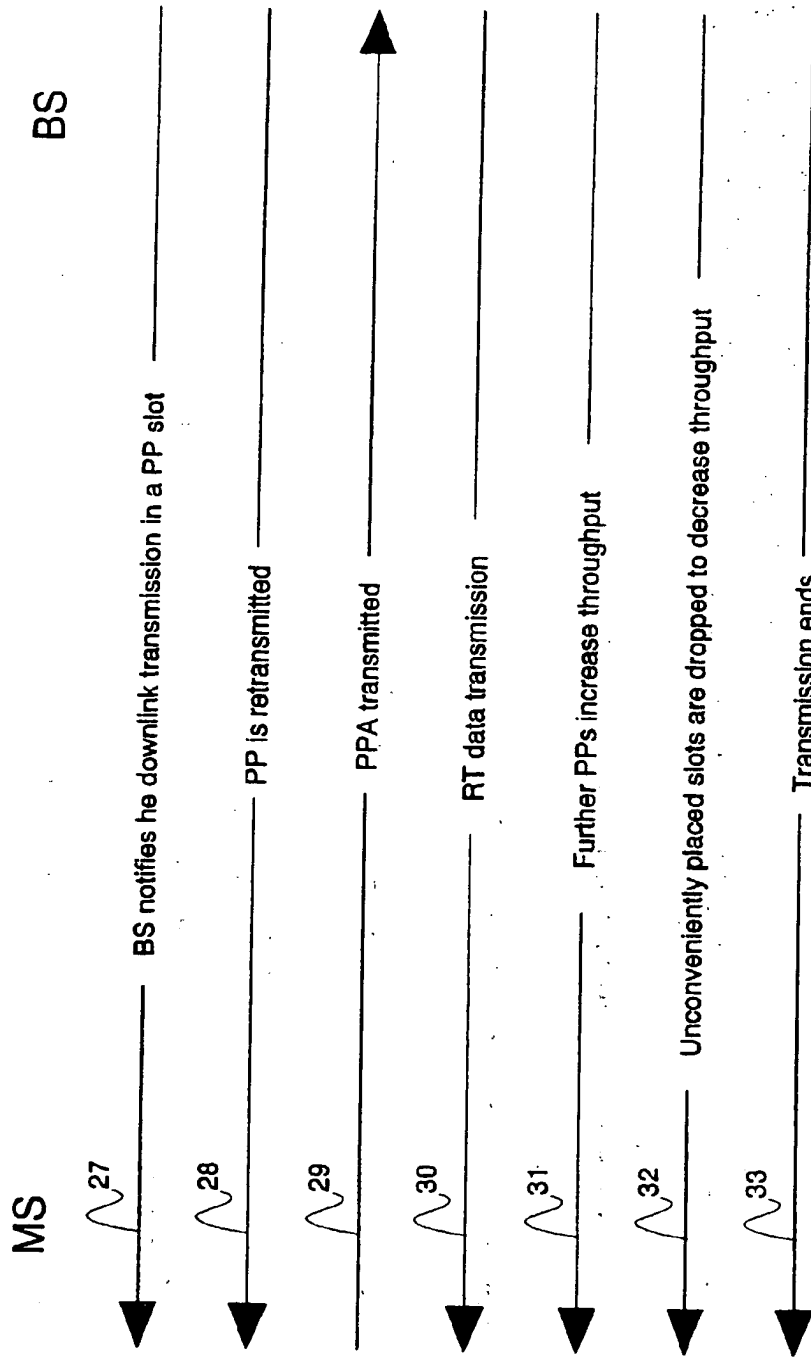 MS
BS
27
BS notifies he downlink transmission in a PP slot
28
PP is retransmitted
29
PPA transmitted
30
RT data transmission
31
Further PPs increase throughput
32
Unconveniently placed slots are dropped to decrease throughput
33
Transmission ends